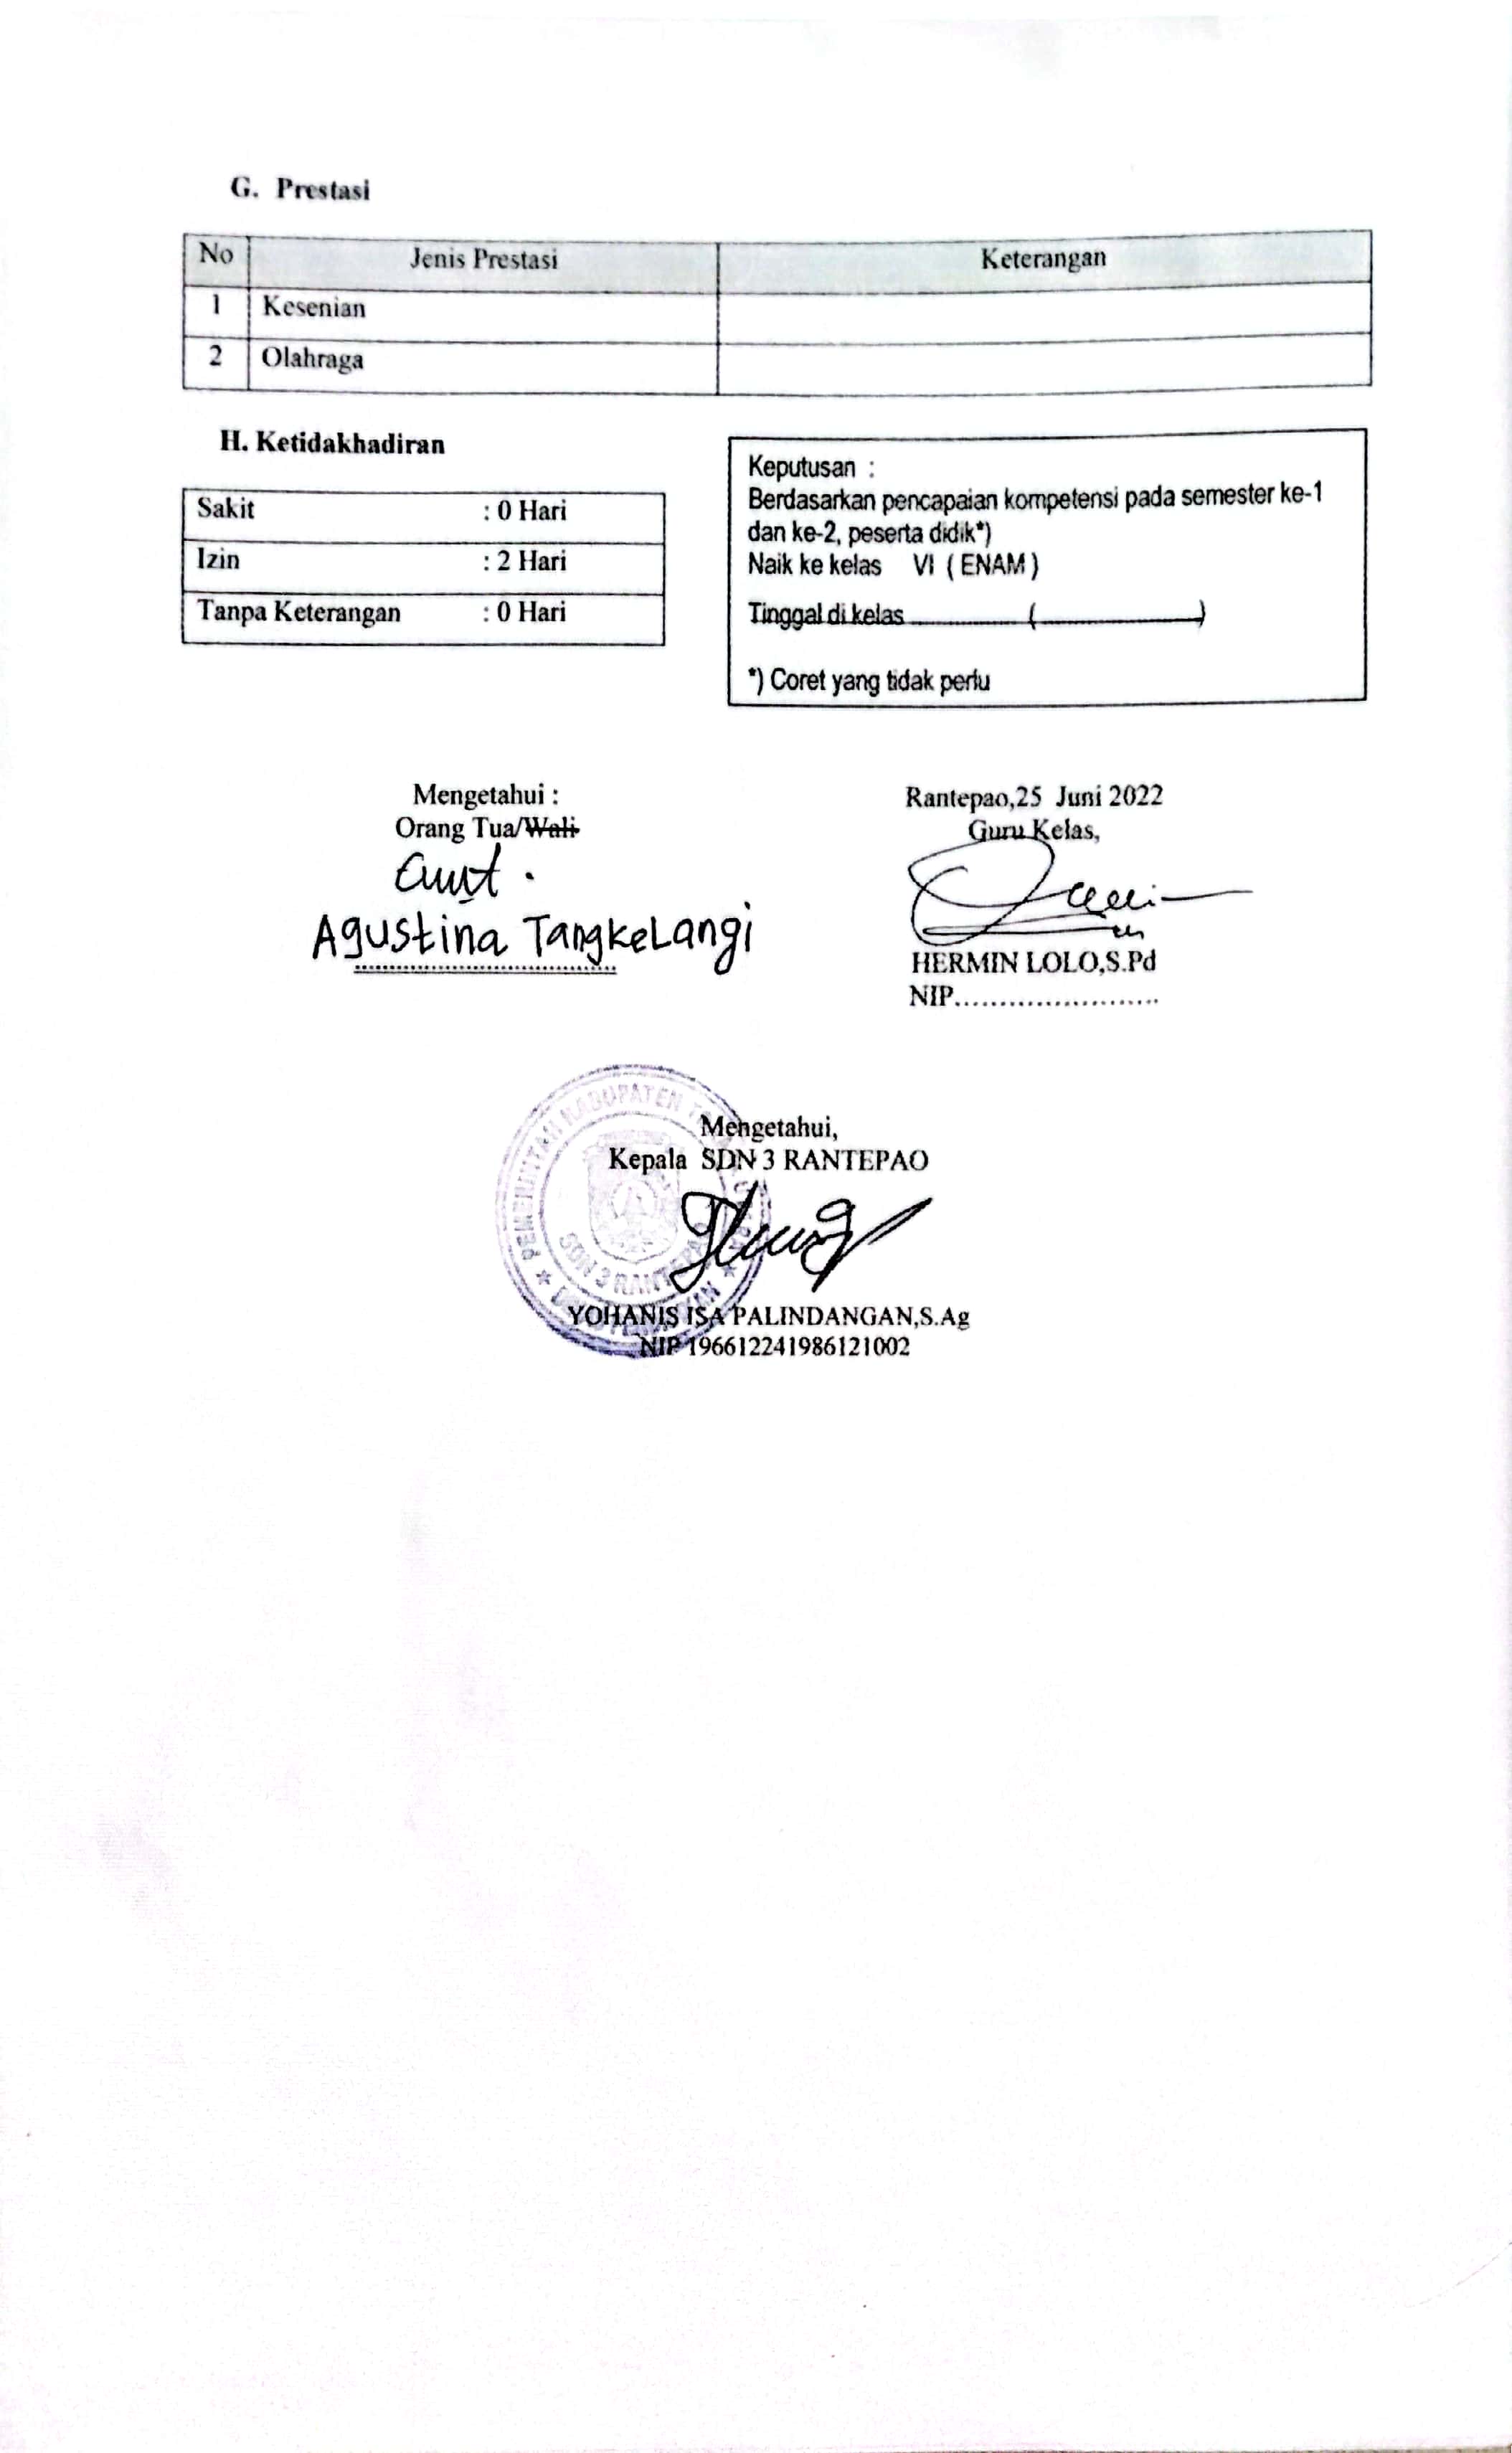 G. Prestasi
No Jenis Prestasi Keterangan
1 Kesenian
2 Olahraga
H. Ketidakhadiran
Sakit : 0 Hari
Izin : 2 Hari
Tanpa Keterangan : 0 Hari
Keputusan :
Berdasarkan pencapaian kompetensi pada semester ke-1
dan ke-2, peserta didik*)
Naik ke kelas VI ( ENAM )
Tinggal di kelas....................(..............................)
*) Coret yang tidak perlu
Mengetahui :
Orang Tua/Wali
Agustina Tangkelangi
Rantepao,25 Juni 2022
Guru Kelas,
HERMIN LOLO,S.Pd
NIP.......................
PEMERINTAH KABUPATEN
SDN 3 RANTEPAO
Mengetahui,
Kepala SDN 3 RANTEPAO
YOHANIS ISA PALINDANGAN,S.Ag
NIP 196612241986121002